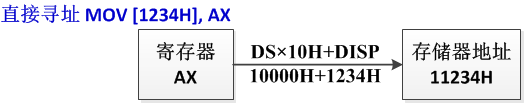 直接寻址 MOV [1234H], AX
寄存器
AX
DS×10H+DISP
10000H+1234H
存储器地址
11234H